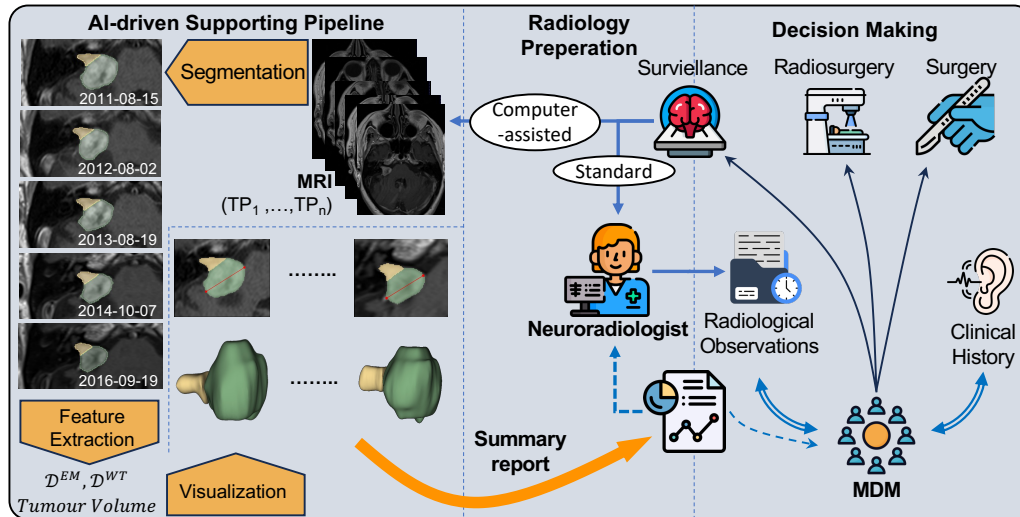 AI-driven Supporting Pipeline
Segmentation
2011-08-15
2012-08-02
2013-08-19
2014-10-07
2016-09-19
MRI
(TP1 ,...,TPn)
........
........
Feature
Extraction
𝒟^EM, 𝒟^WT
Tumour Volume
Visualization
Radiology
Preperation
Surviellance
Computer
-assisted
Standard
Neuroradiologist
Summary
report
Decision Making
Radiosurgery
Surgery
Radiological
Observations
Clinical
History
MDM